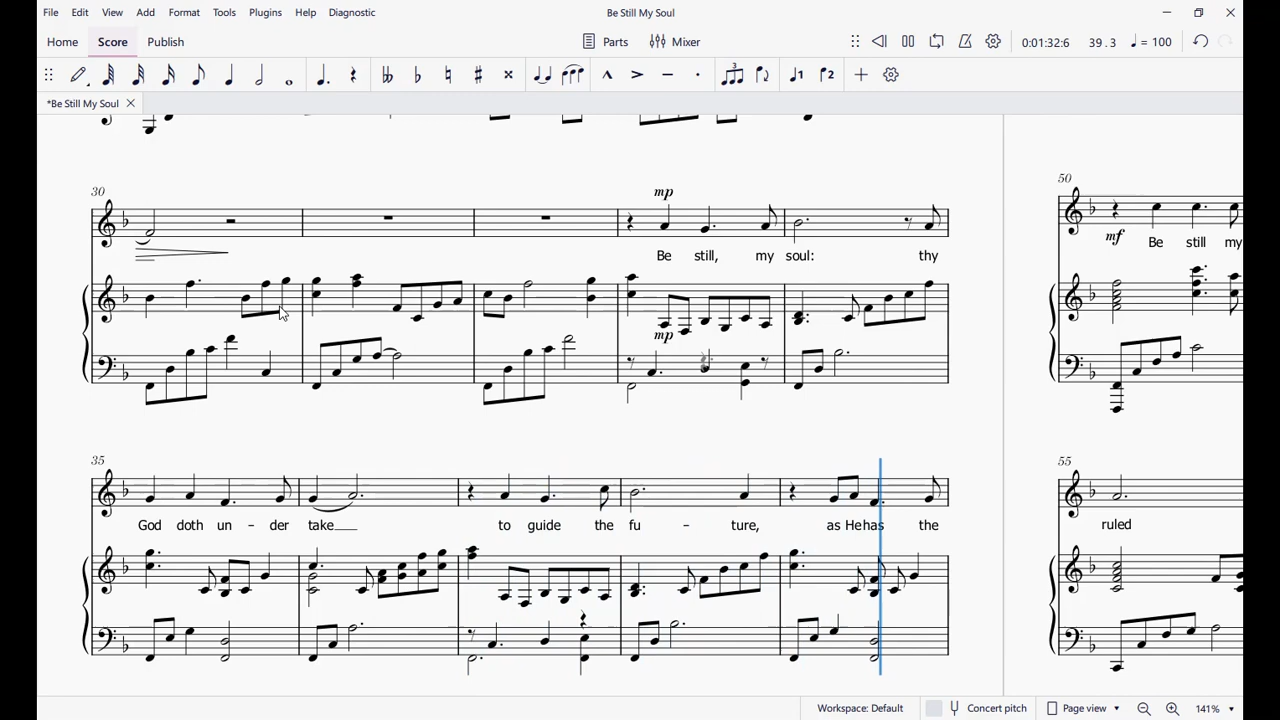 File Edit View Add Format Tools Plugins Help Diagnostic Be Still My Soul
Home Score Publish Parts Mixer 0:01:32:6 39.3 = 100
*Be Still My Soul
30 mp 50
Be still, my soul: thy mf Be still my
mp
35 55
God doth un - der take to guide the fu - ture, as He has the ruled
Workspace: Default Concert pitch Page view 141%